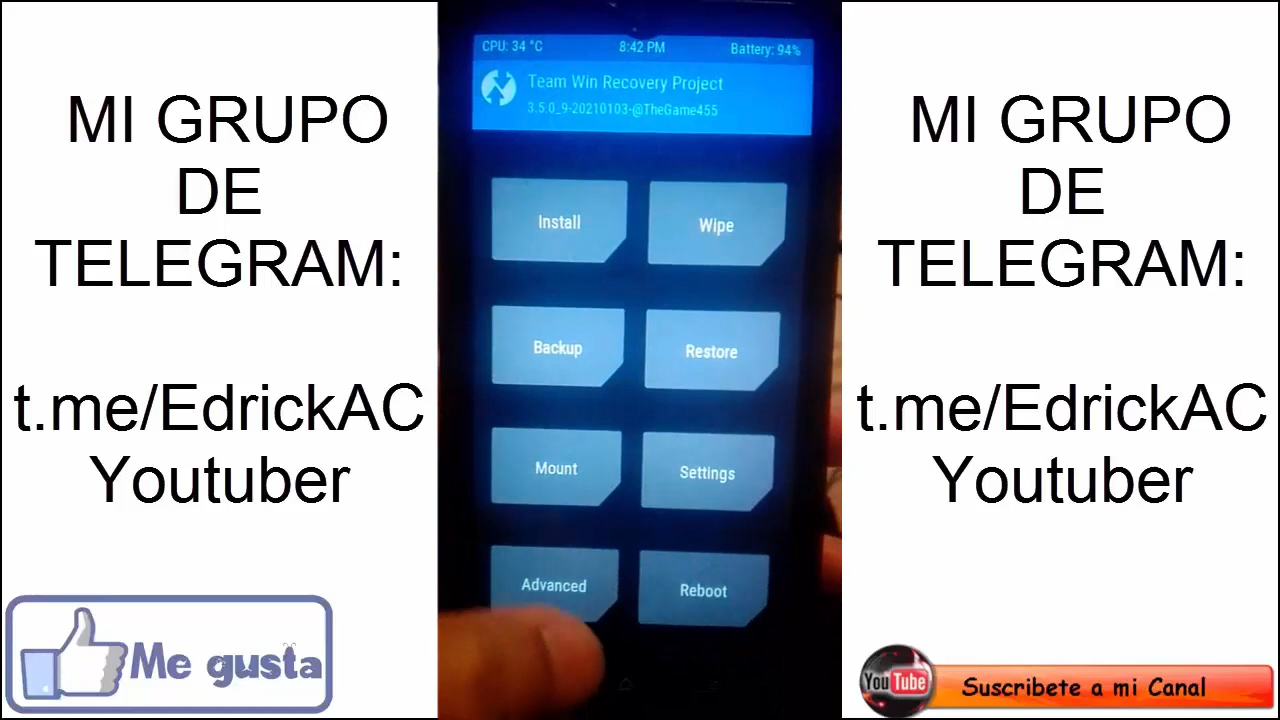 MI GRUPO
DE
TELEGRAM:
t.me/EdrickAC
Youtuber
Me gusta
CPU: 34 °C
8:42 PM
Battery: 94%
Team Win Recovery Project
3.5.0_9-20210103-@TheGame455
Install
Wipe
Backup
Restore
Mount
Settings
Advanced
Reboot
MI GRUPO
DE
TELEGRAM:
t.me/EdrickAC
Youtuber
YouTube
Suscribete a mi Canal